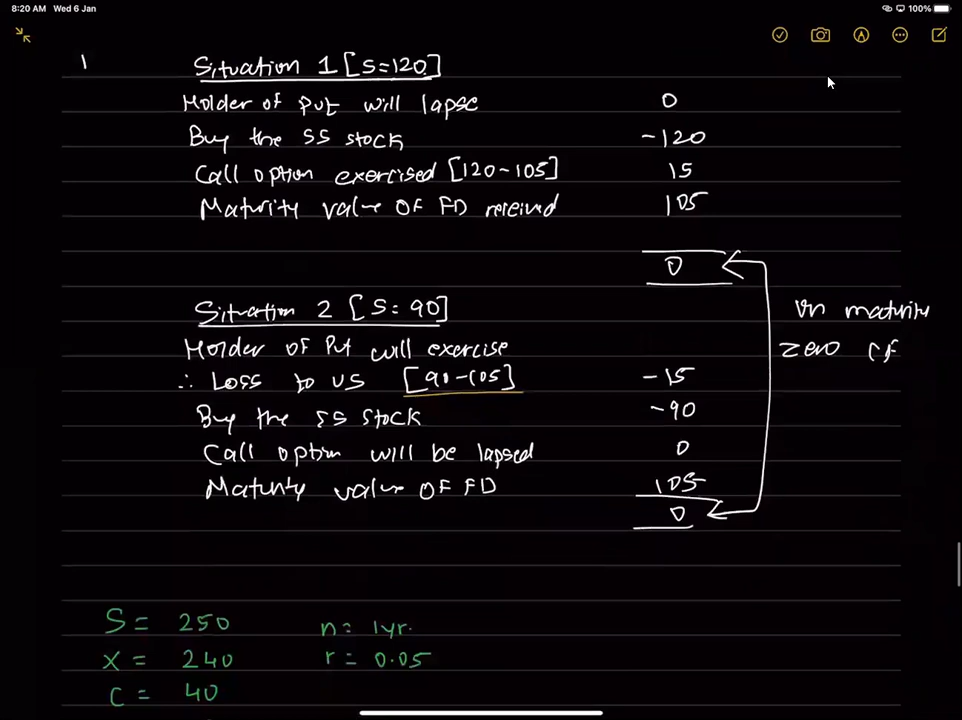 8:20 AM Wed 6 Jan
100%
1
Situation 1 [S=120]
Holder of Put will lapse 0
Buy the SS stock -120
Call option exercised [120-105] 15
Maturity value OF FD received 105
0
Situation 2 [S= 90]
Holder of Put will exercise
∴ Loss to us [90-105] -15
Buy the SS stock -90
Call option will be lapsed 0
Maturity value OF FD 105
0
on maturity
zero CF
S= 250 n= 1yr.
X= 240 r= 0.05
C= 40